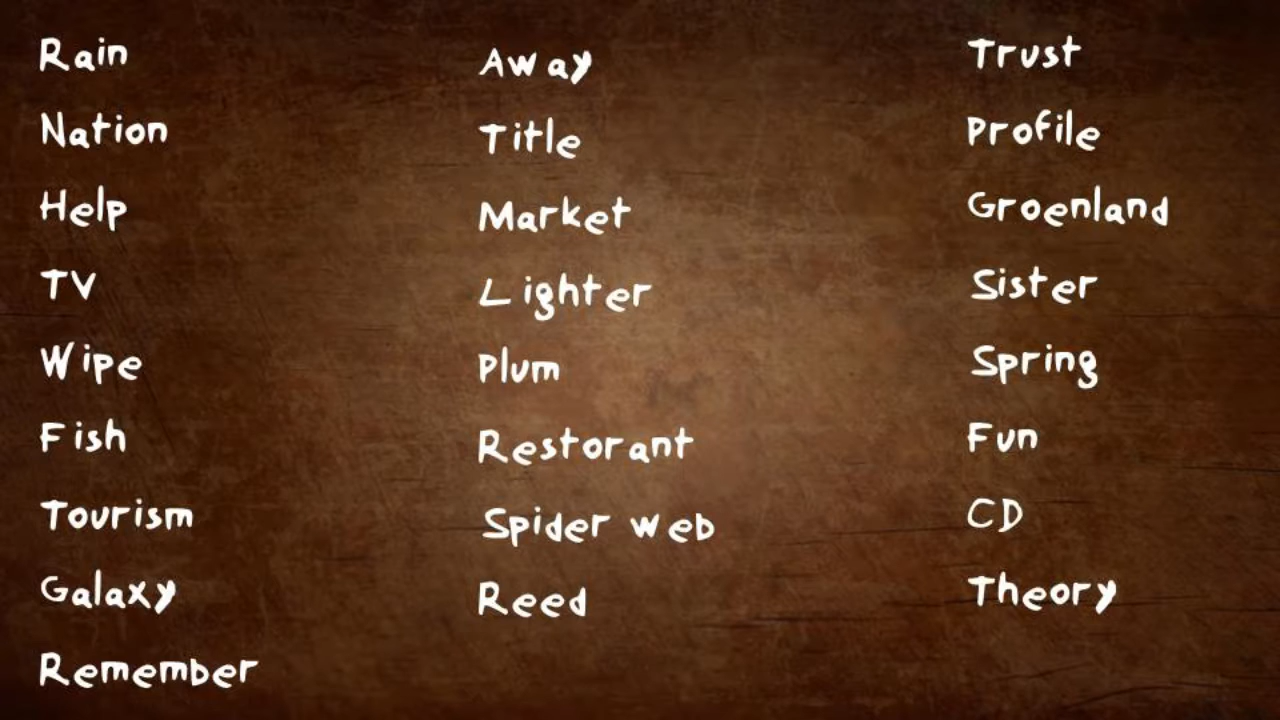 Rain
Nation
Help
TV
Wipe
Fish
Tourism
Galaxy
Remember
Away
Title
Market
Lighter
Plum
Restorant
Spider web
Reed
Trust
Profile
Groenland
Sister
Spring
Fun
CD
Theory